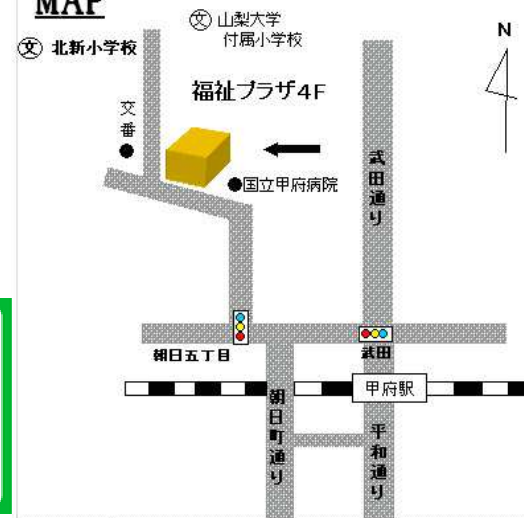 MAP
文 山梨大学
付属小学校
文 北新小学校
N
福祉プラザ4F
交番
武田通り
国立甲府病院
朝日五丁目
武田
甲府駅
朝日町通り
平和通り